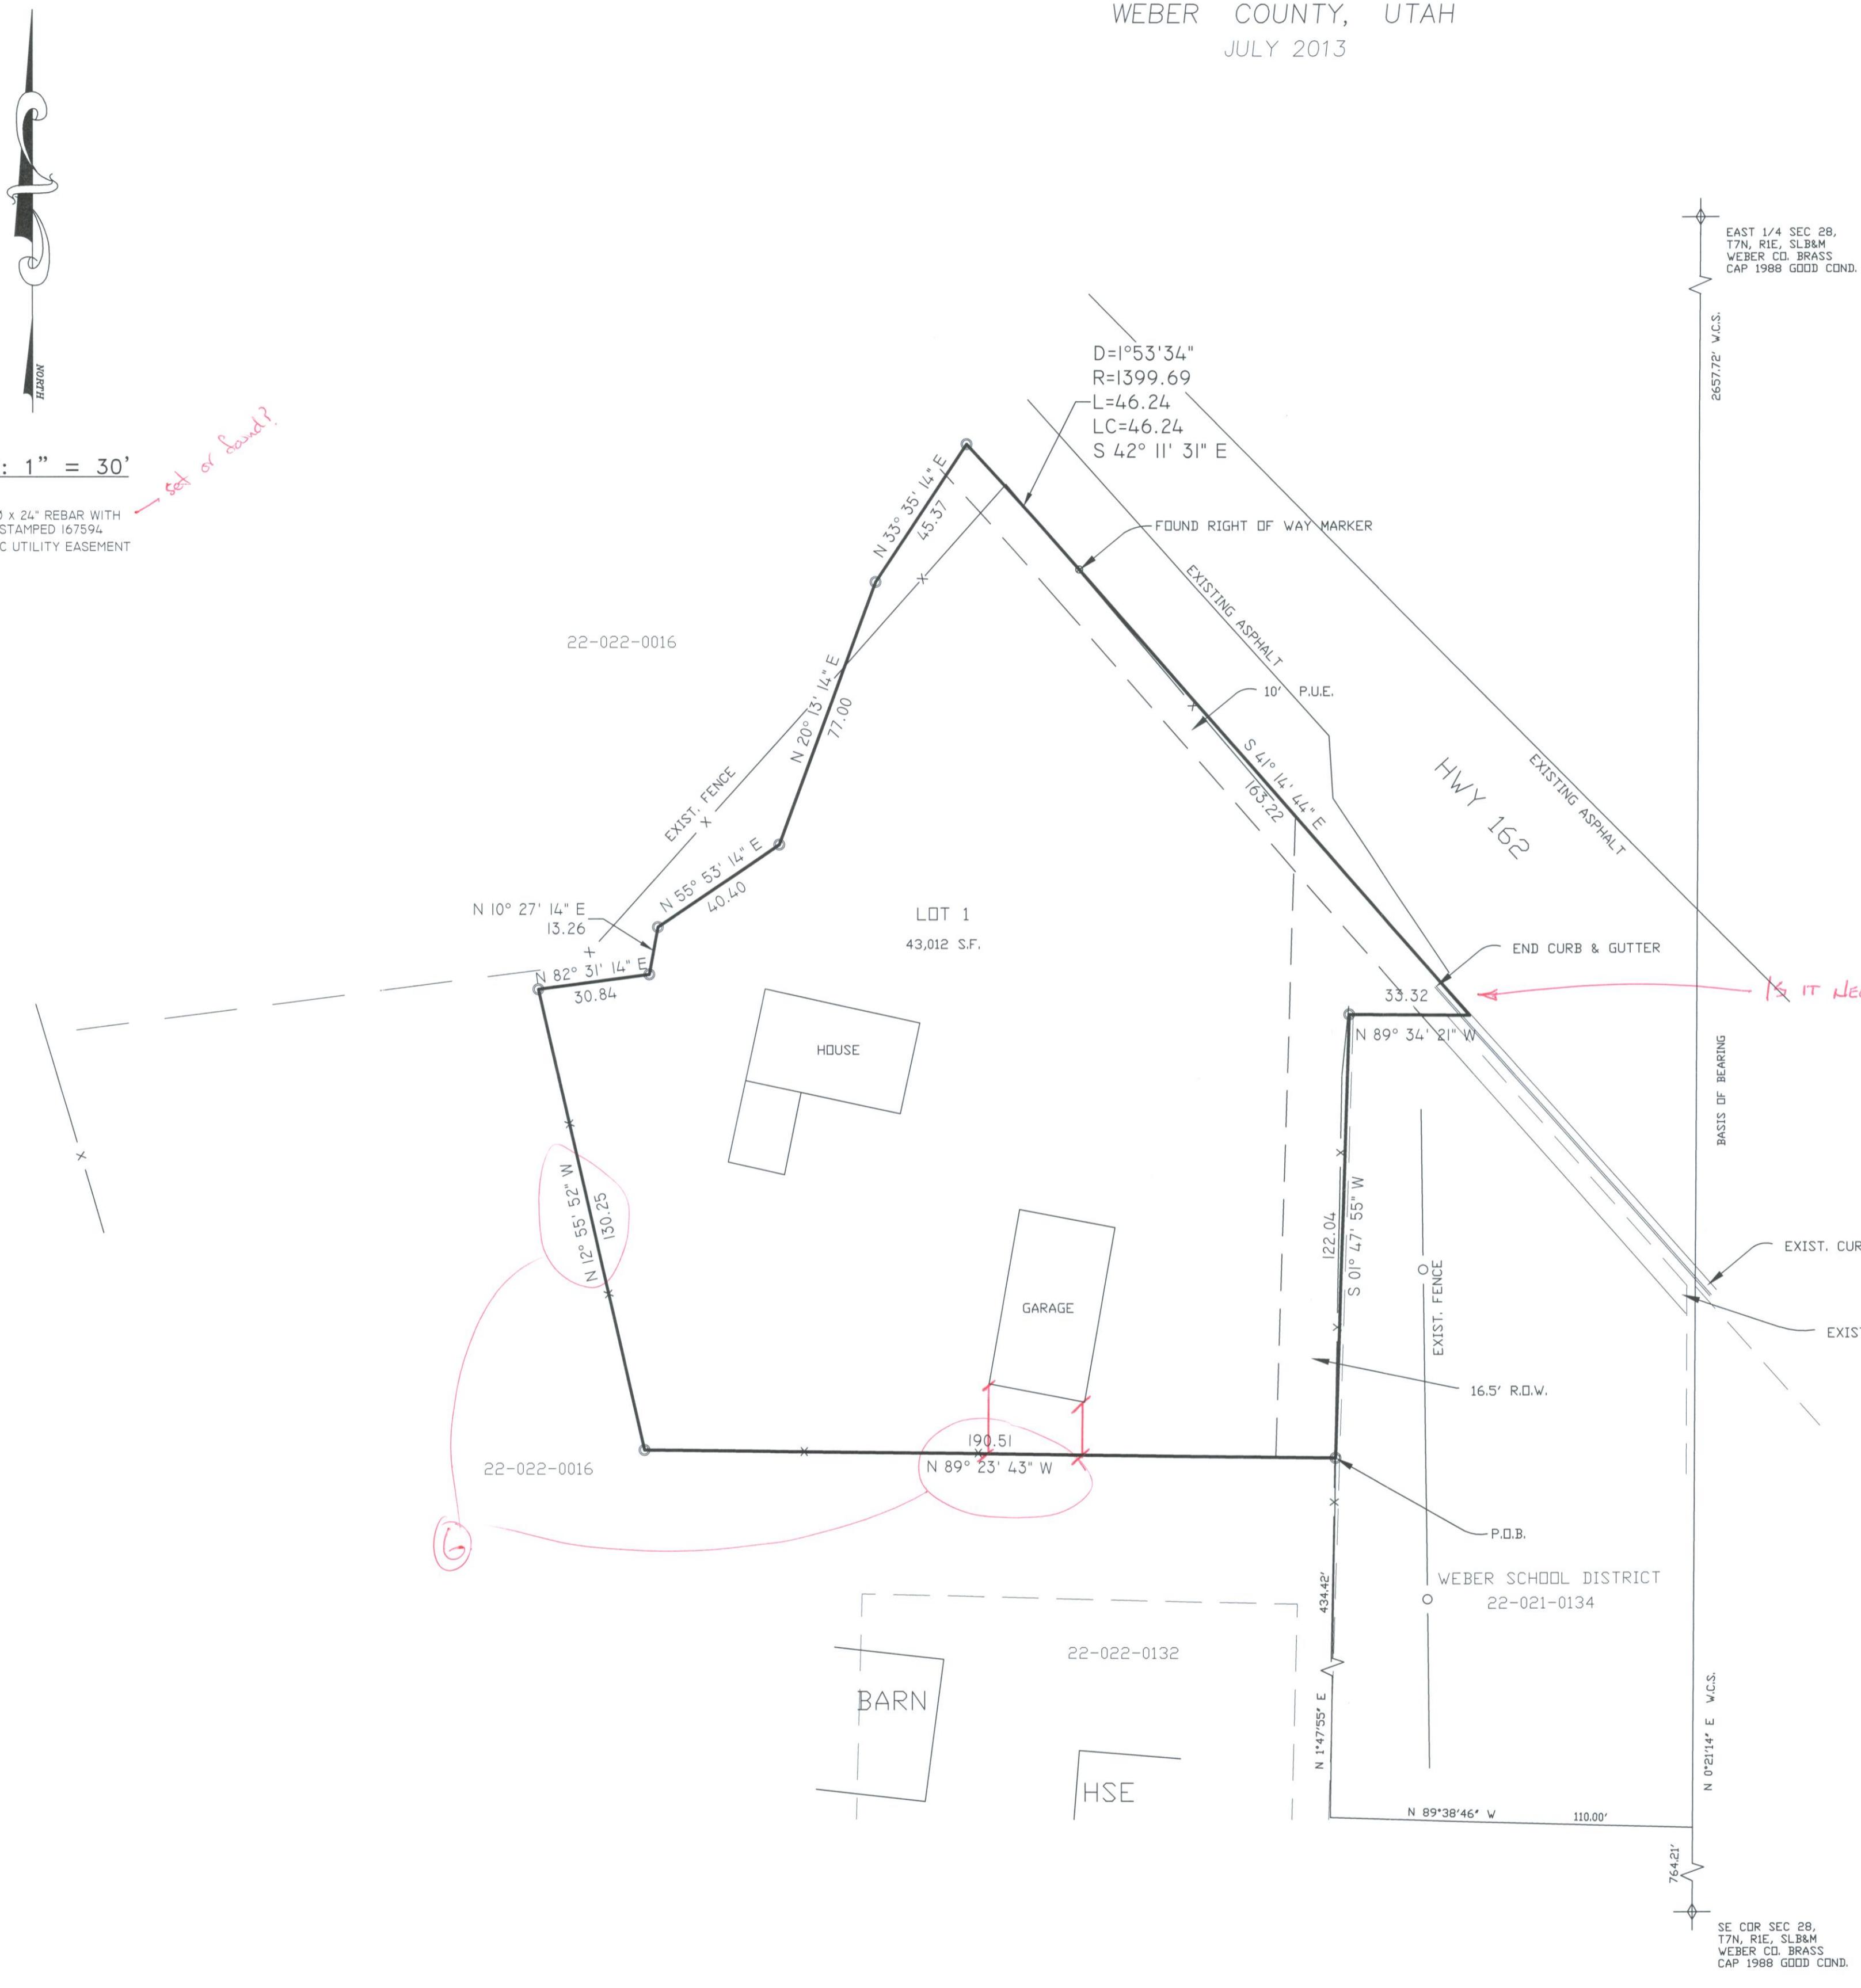 WEBER COUNTY, UTAH
JULY 2013
NORTH
: 1" = 30'
set or found?
x 24" REBAR WITH
STAMPED 167594
C UTILITY EASEMENT
EAST 1/4 SEC 28,
T7N, R1E, SLB&M
WEBER CO. BRASS
CAP 1988 GOOD COND.
2657.72' W.C.S.
D=1°53'34"
R=1399.69
L=46.24
LC=46.24
S 42° 11' 31" E
N 33° 35' 14" E
45.37
FOUND RIGHT OF WAY MARKER
EXISTING ASPHALT
22-022-0016
10' P.U.E.
N 20° 13' 14" E
77.00
S 41° 14' 44" E
163.22
HWY 162
EXISTING ASPHALT
EXIST. FENCE
N 55° 53' 14" E
40.40
N 10° 27' 14" E
13.26
LOT 1
43,012 S.F.
END CURB & GUTTER
N 82° 31' 14" E
30.84
33.32
N 89° 34' 21" W
IS IT NE
HOUSE
BASIS OF BEARING
N 12° 55' 52" W
130.25
122.04
S 01° 47' 55" W
EXIST. FENCE
EXIST. CUR
GARAGE
EXIS
16.5' R.O.W.
190.51
N 89° 23' 43" W
22-022-0016
6
P.O.B.
434.42'
WEBER SCHOOL DISTRICT
22-021-0134
22-022-0132
BARN
HSE
N 1°47'55" E
N 0°21'14" E W.C.S.
N 89°38'46" W 110.00'
764.21'
SE COR SEC 28,
T7N, R1E, SLB&M
WEBER CO. BRASS
CAP 1988 GOOD COND.